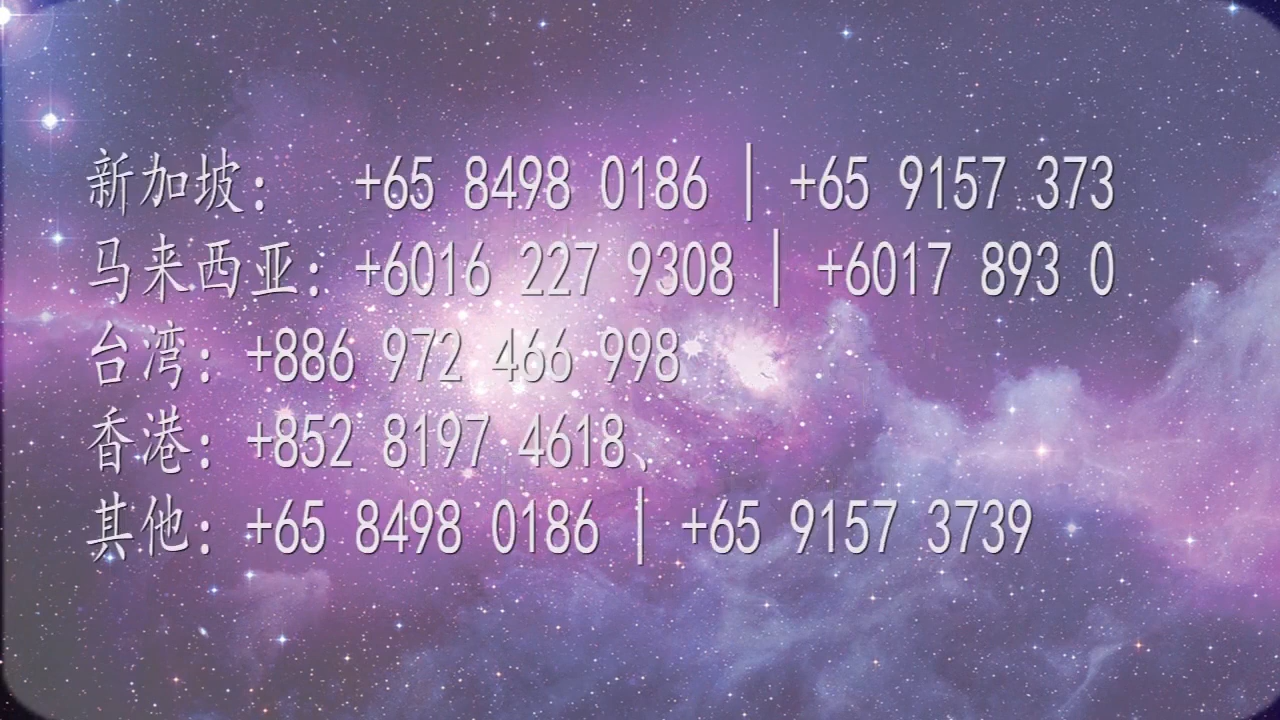 新加坡： +65 8498 0186 | +65 9157 373
马来西亚：+6016 227 9308 | +6017 893 0
台湾：+886 972 466 998
香港：+852 8197 4618、
其他：+65 8498 0186 | +65 9157 3739